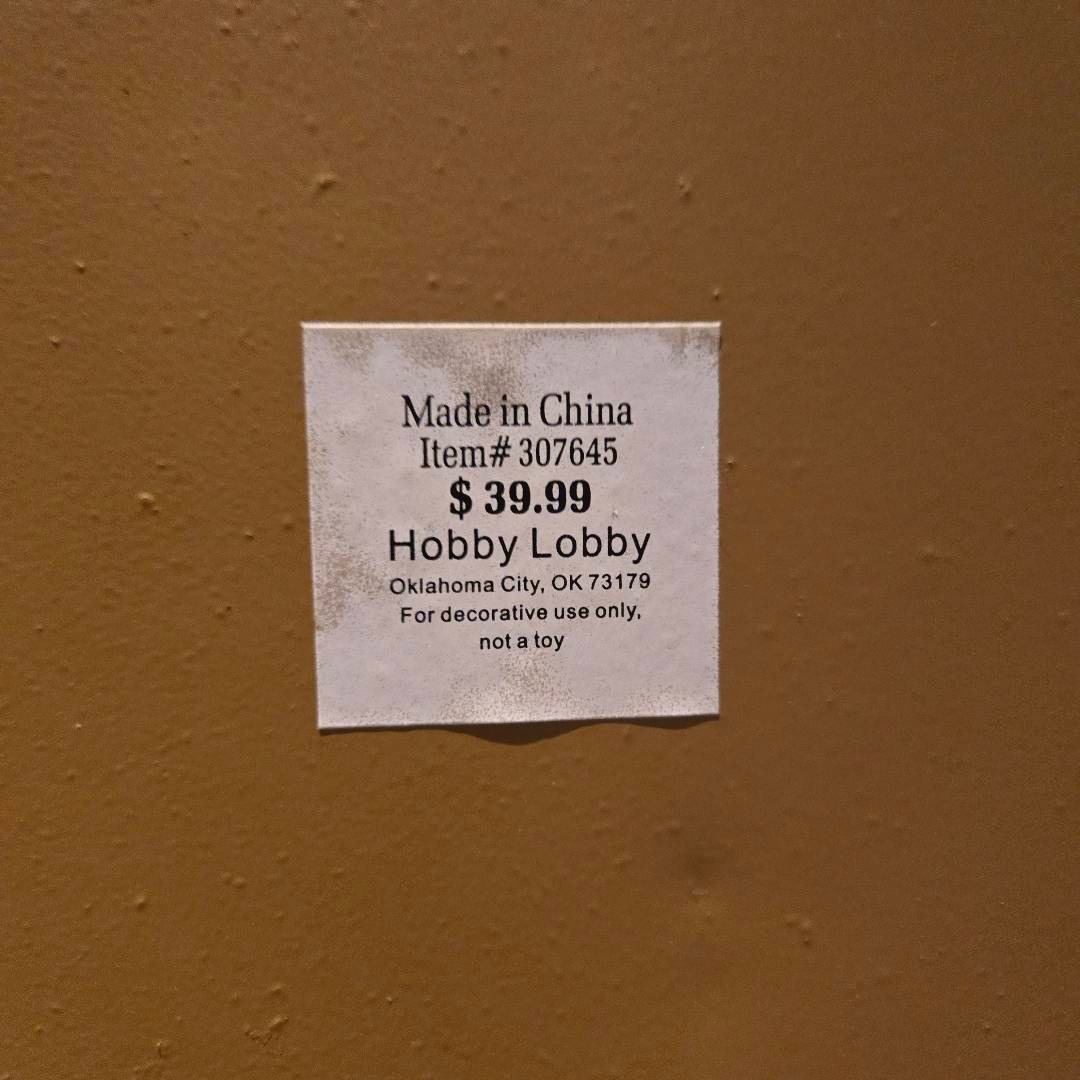 Made in China
Item# 307645
$ 39.99
Hobby Lobby
Oklahoma City, OK 73179
For decorative use only,
not a toy